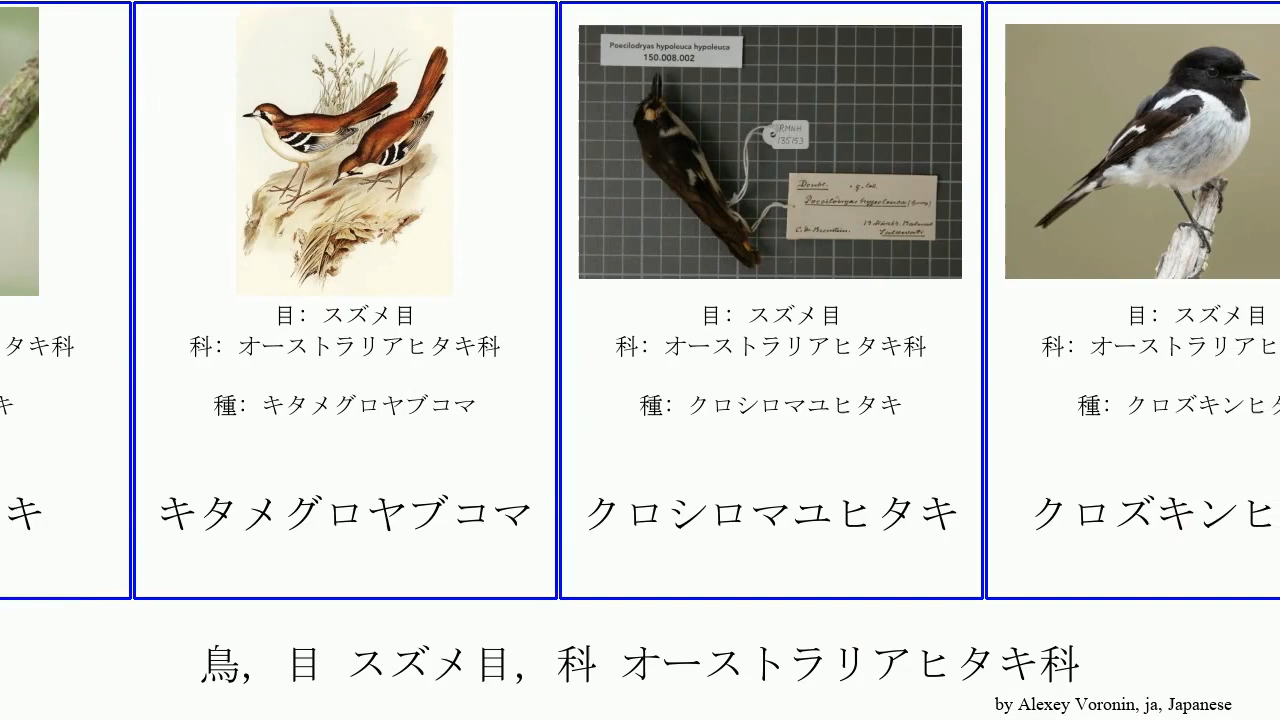 Poecilodryas hypoleuca hypoleuca
150.008.002
RMNH
135153
タキ科
キ
キ
目: スズメ目
科: オーストラリアヒタキ科
種: キタメグロヤブコマ
キタメグロヤブコマ
目: スズメ目
科: オーストラリアヒタキ科
種: クロシロマユヒタキ
クロシロマユヒタキ
目: スズメ目
科: オーストラリアヒ
種: クロズキンヒタ
クロズキンヒ
鳥, 目 スズメ目, 科 オーストラリアヒタキ科
by Alexey Voronin, ja, Japanese